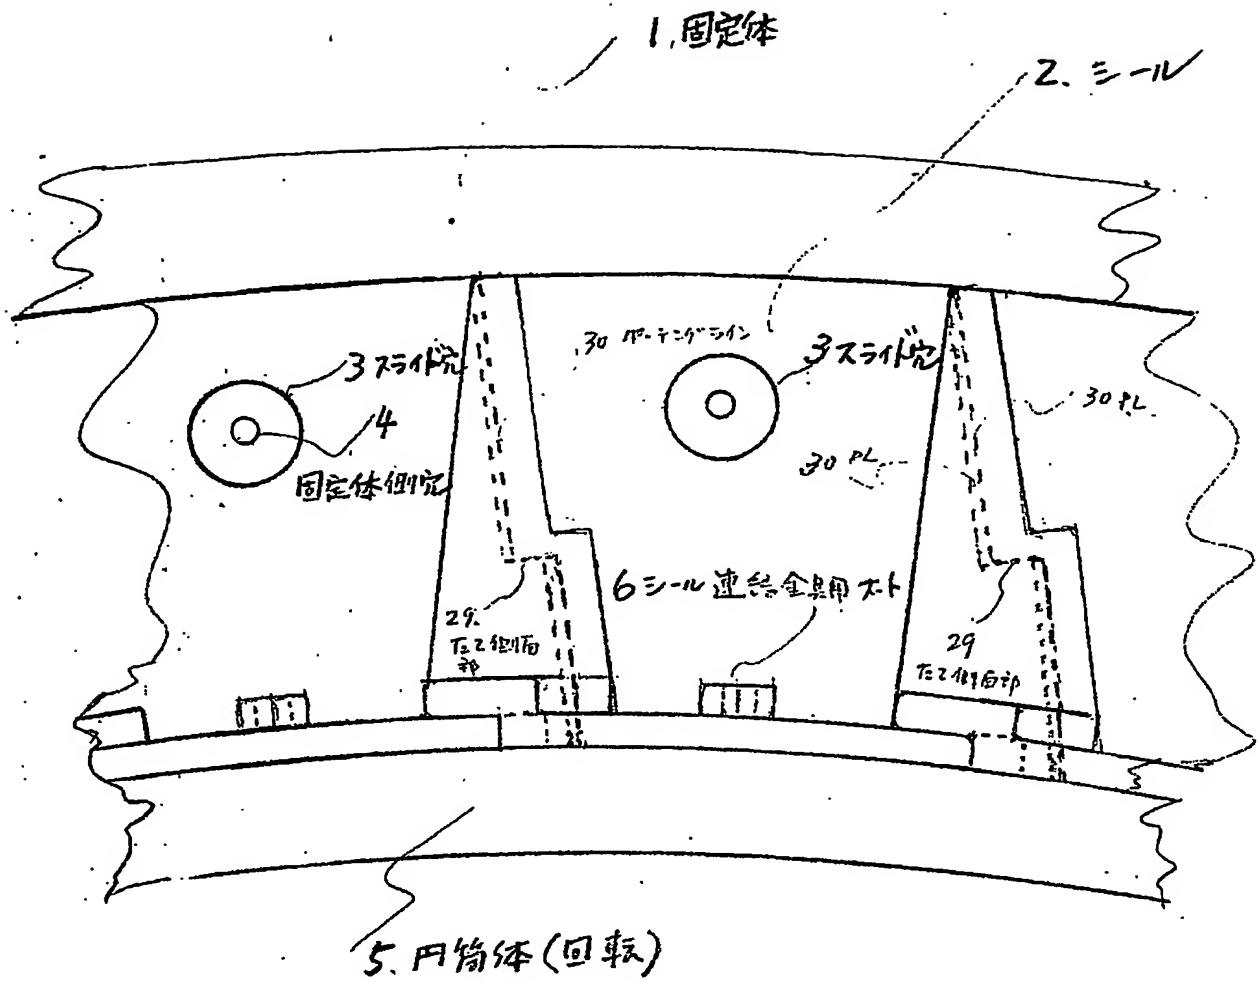 1. 固定体
2. シール
30 パーテングライン
3 スライド穴
3 スライド穴
4
30 PL
30 PL
固定体側穴
6 シール連結金具用ボート
29.
たて側面
部
29
たて側面部
5. 円筒体(回転)